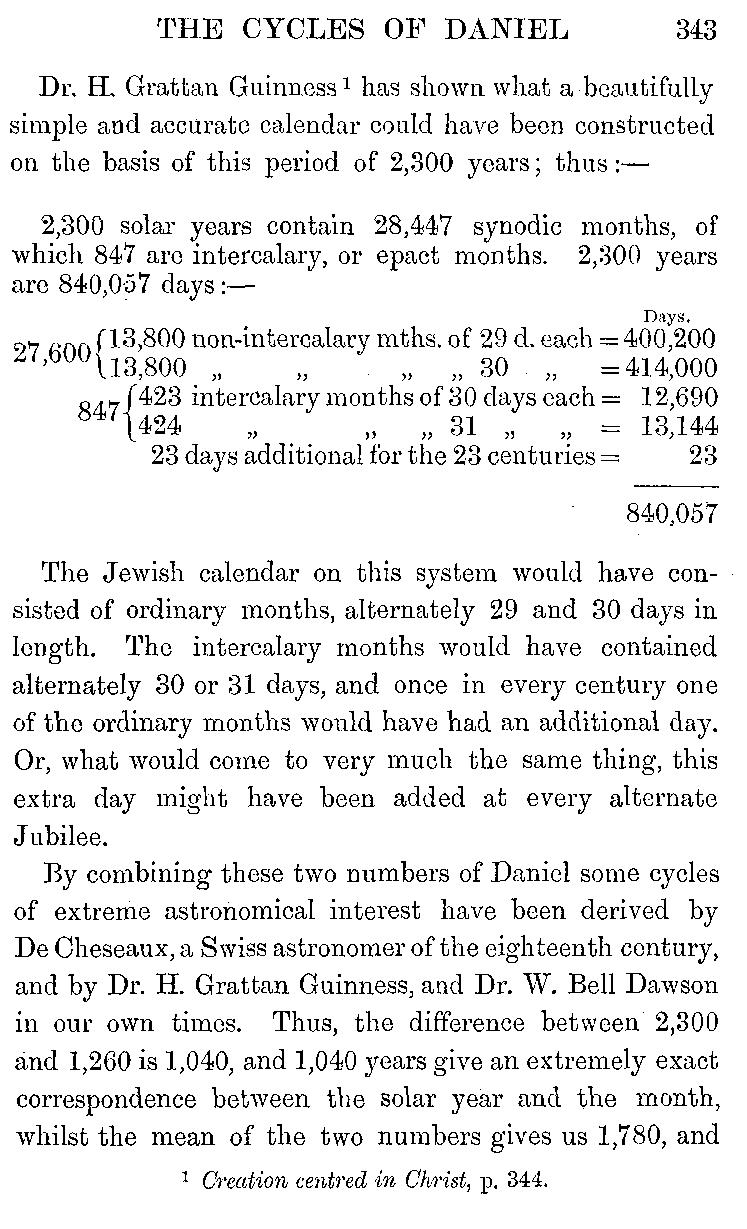 THE CYCLES OF DANIEL 343
Dr. H. Grattan Guinness¹ has shown what a beautifully
simple and accurate calendar could have been constructed
on the basis of this period of 2,300 years; thus:—
2,300 solar years contain 28,447 synodic months, of
which 847 are intercalary, or epact months. 2,300 years
are 840,057 days:—
Days.
27,600 { 13,800 non-intercalary mths. of 29 d. each = 400,200
13,800 „ „ „ „ 30 „ = 414,000
847 { 423 intercalary months of 30 days each = 12,690
424 „ „ „ 31 „ „ = 13,144
23 days additional for the 23 centuries = 23
840,057
The Jewish calendar on this system would have con-
sisted of ordinary months, alternately 29 and 30 days in
length. The intercalary months would have contained
alternately 30 or 31 days, and once in every century one
of the ordinary months would have had an additional day.
Or, what would come to very much the same thing, this
extra day might have been added at every alternate
Jubilee.
By combining these two numbers of Daniel some cycles
of extreme astronomical interest have been derived by
De Cheseaux, a Swiss astronomer of the eighteenth century,
and by Dr. H. Grattan Guinness, and Dr. W. Bell Dawson
in our own times. Thus, the difference between 2,300
and 1,260 is 1,040, and 1,040 years give an extremely exact
correspondence between the solar year and the month,
whilst the mean of the two numbers gives us 1,780, and
¹ Creation centred in Christ, p. 344.